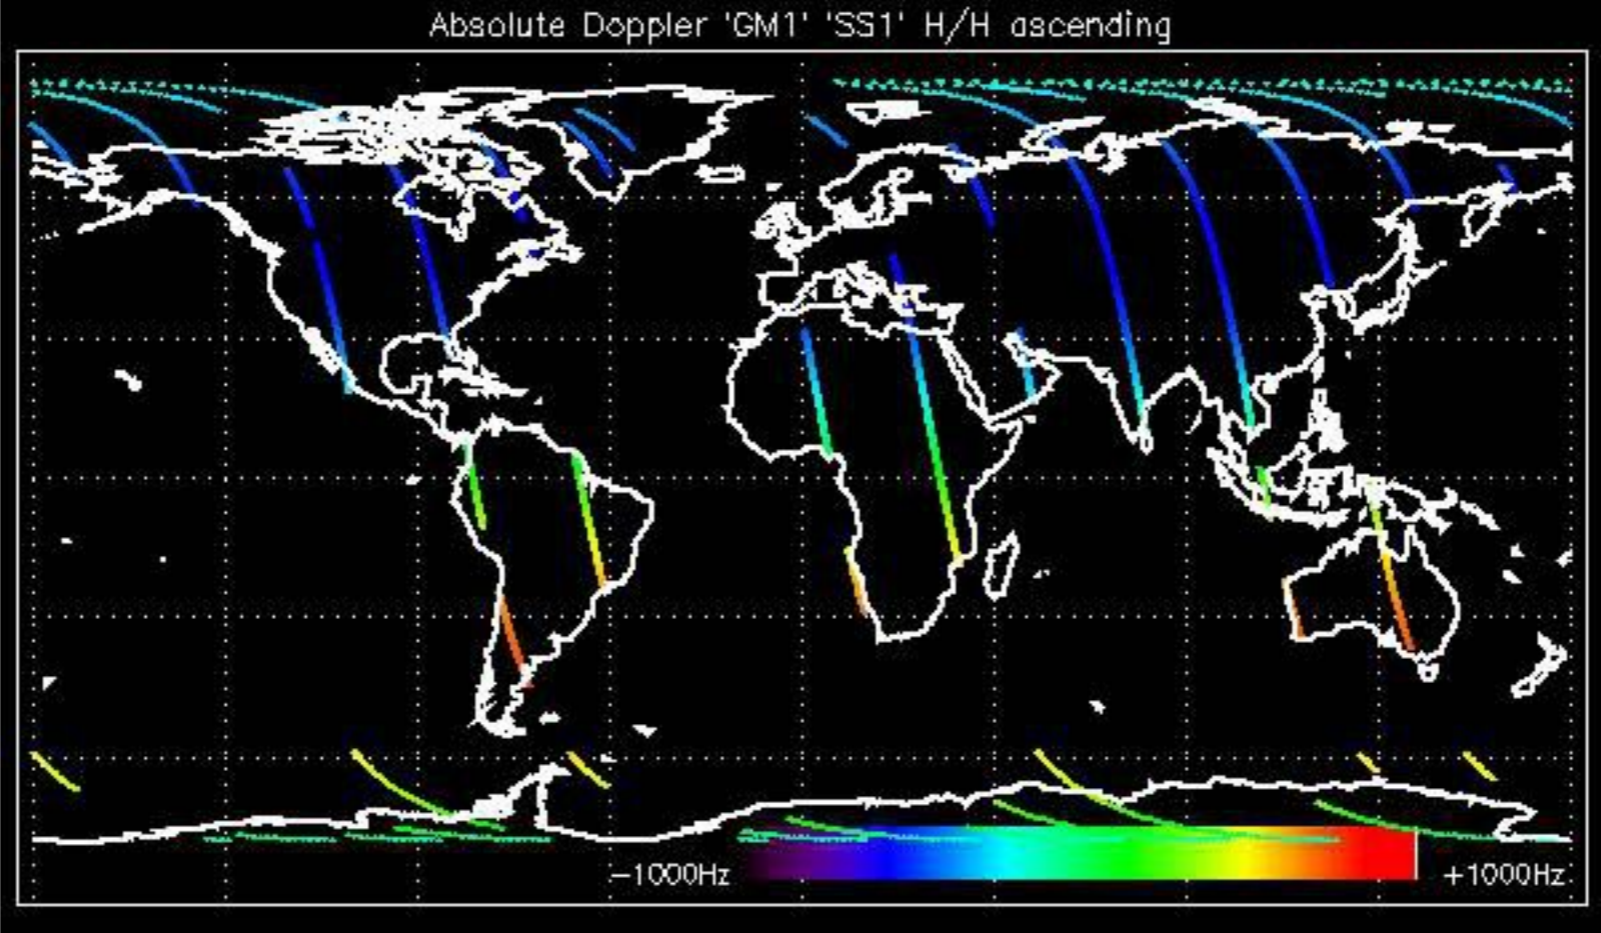 Absolute Doppler 'GM1' 'SS1' H/H ascending
−1000Hz +1000Hz